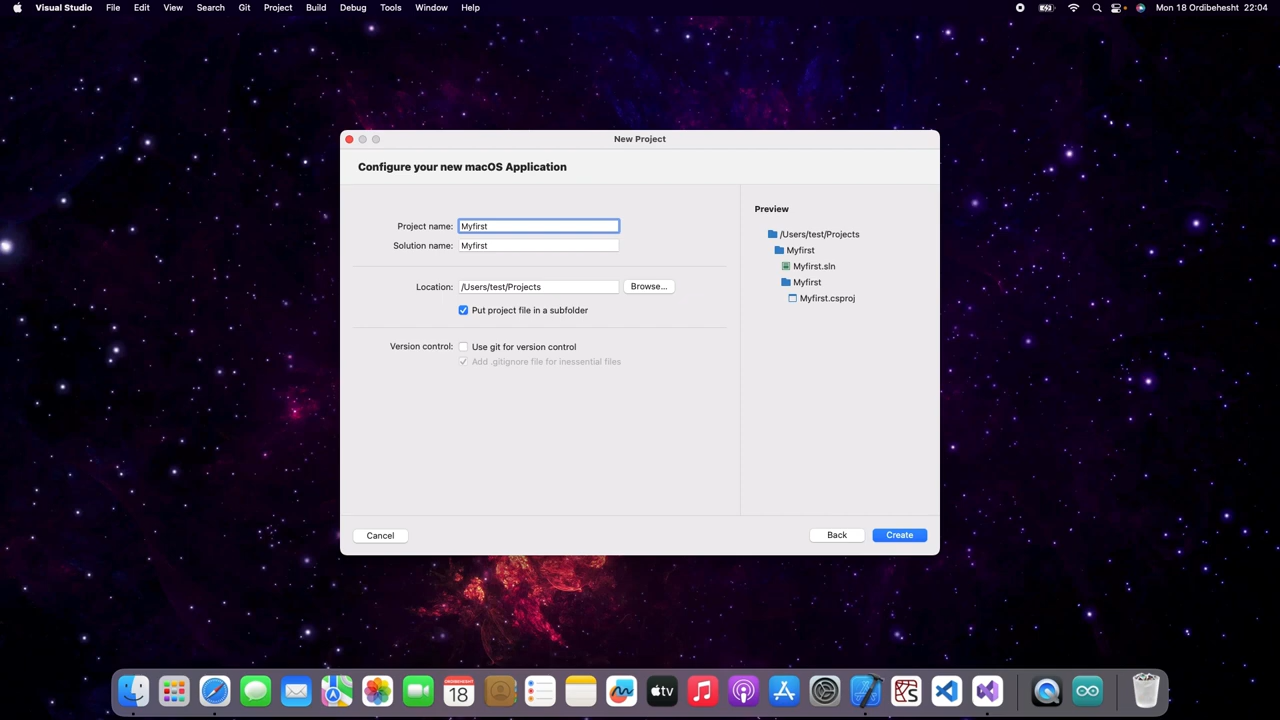 Visual Studio File Edit View Search Git Project Build Debug Tools Window Help Mon 18 Ordibehesht 22:04
New Project
Configure your new macOS Application
Project name: Myfirst
Solution name: Myfirst
Location: /Users/test/Projects Browse...
Put project file in a subfolder
Version control: Use git for version control
Add .gitignore file for inessential files
Preview
/Users/test/Projects
Myfirst
Myfirst.sln
Myfirst
Myfirst.csproj
Cancel Back Create
tv
18